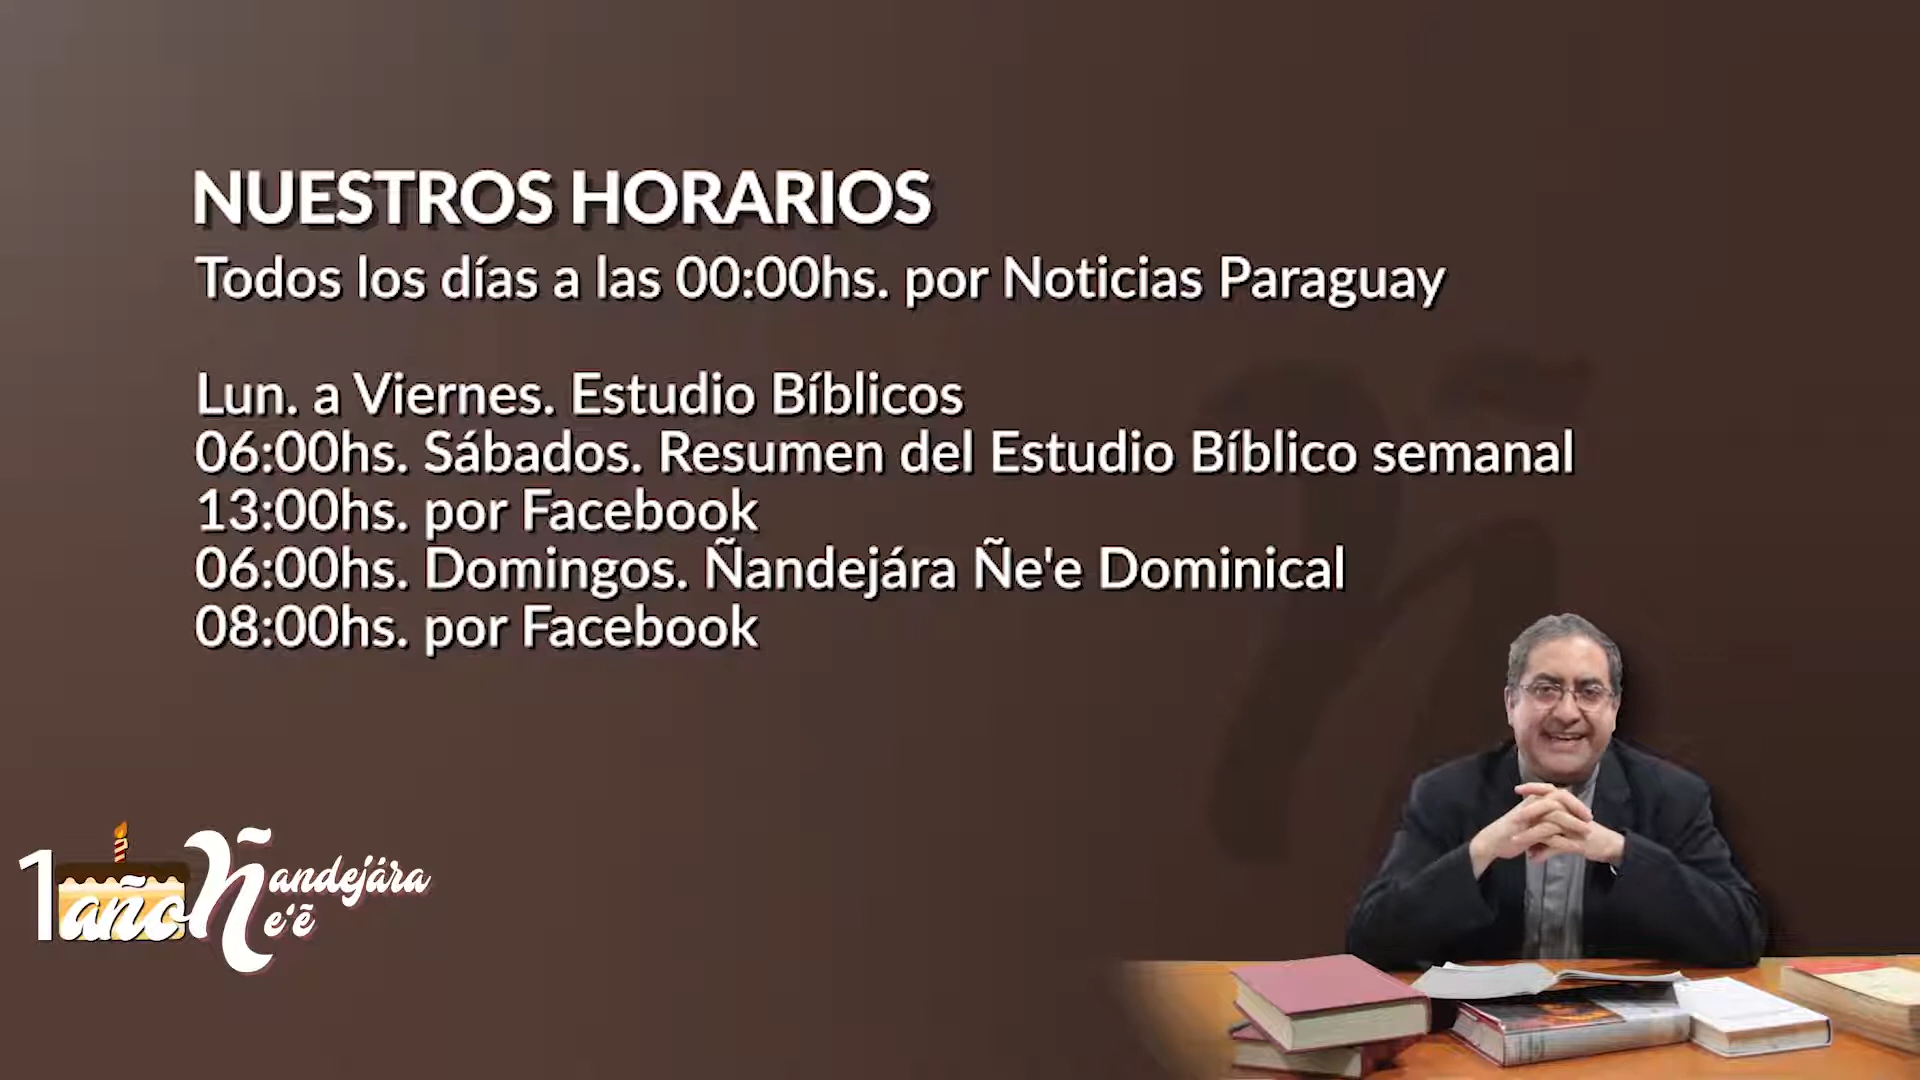 NUESTROS HORARIOS
Todos los días a las 00:00hs. por Noticias Paraguay
Lun. a Viernes. Estudio Bíblicos
06:00hs. Sábados. Resumen del Estudio Bíblico semanal
13:00hs. por Facebook
06:00hs. Domingos. Ñandejára Ñe'e Dominical
08:00hs. por Facebook
1 año Ñandejára
Ñe'ẽ